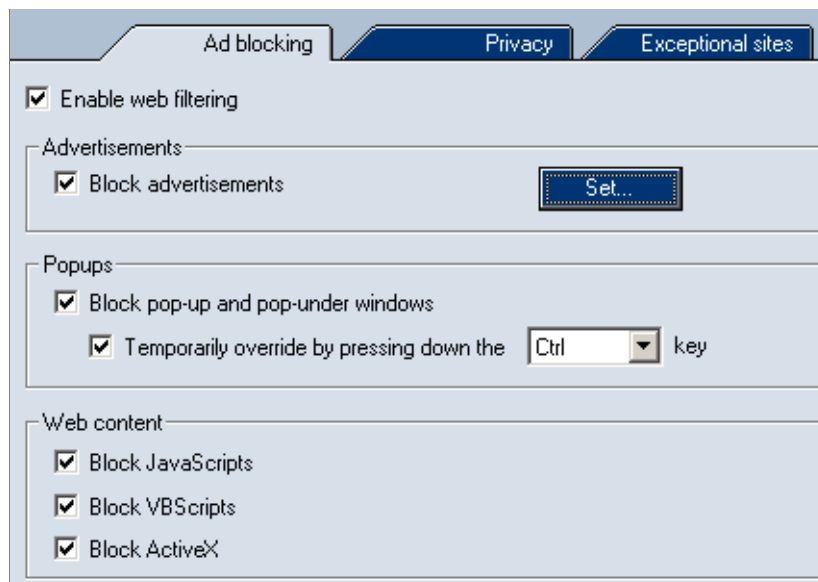 Ad blocking Privacy Exceptional sites
Enable web filtering
Advertisements
Block advertisements Set...
Popups
Block pop-up and pop-under windows
Temporarily override by pressing down the Ctrl key
Web content
Block JavaScripts
Block VBScripts
Block ActiveX